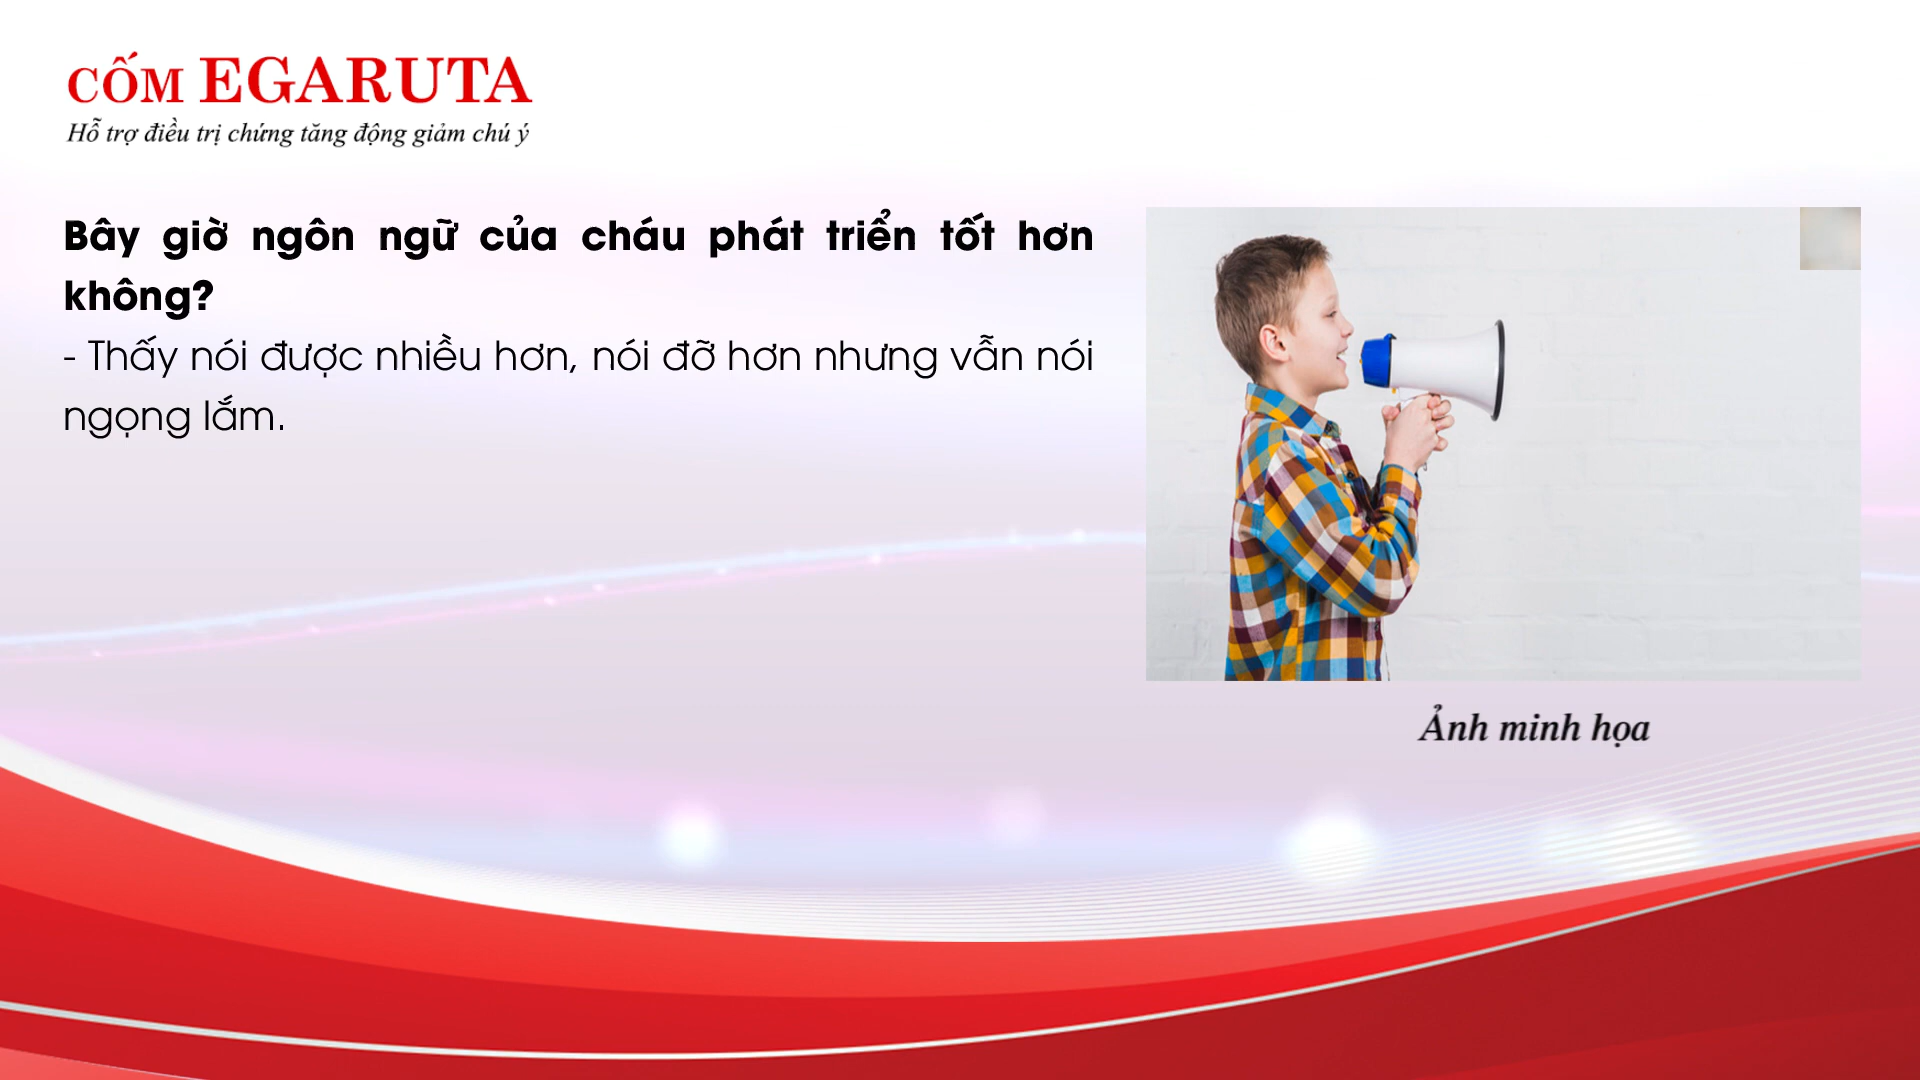 CỐM EGARUTA
Hỗ trợ điều trị chứng tăng động giảm chú ý
Bây giờ ngôn ngữ của cháu phát triển tốt hơn
không?
- Thấy nói được nhiều hơn, nói đỡ hơn nhưng vẫn nói
ngọng lắm.
Ảnh minh họa